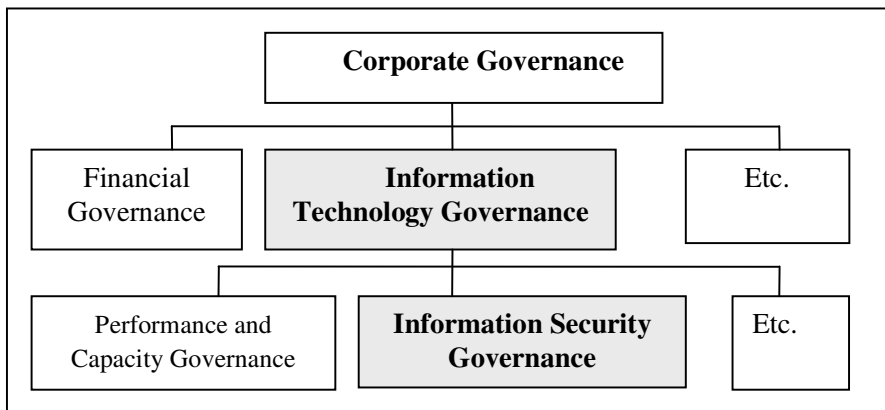 Corporate Governance
Financial
Governance
Information
Technology Governance
Etc.
Performance and
Capacity Governance
Information Security
Governance
Etc.